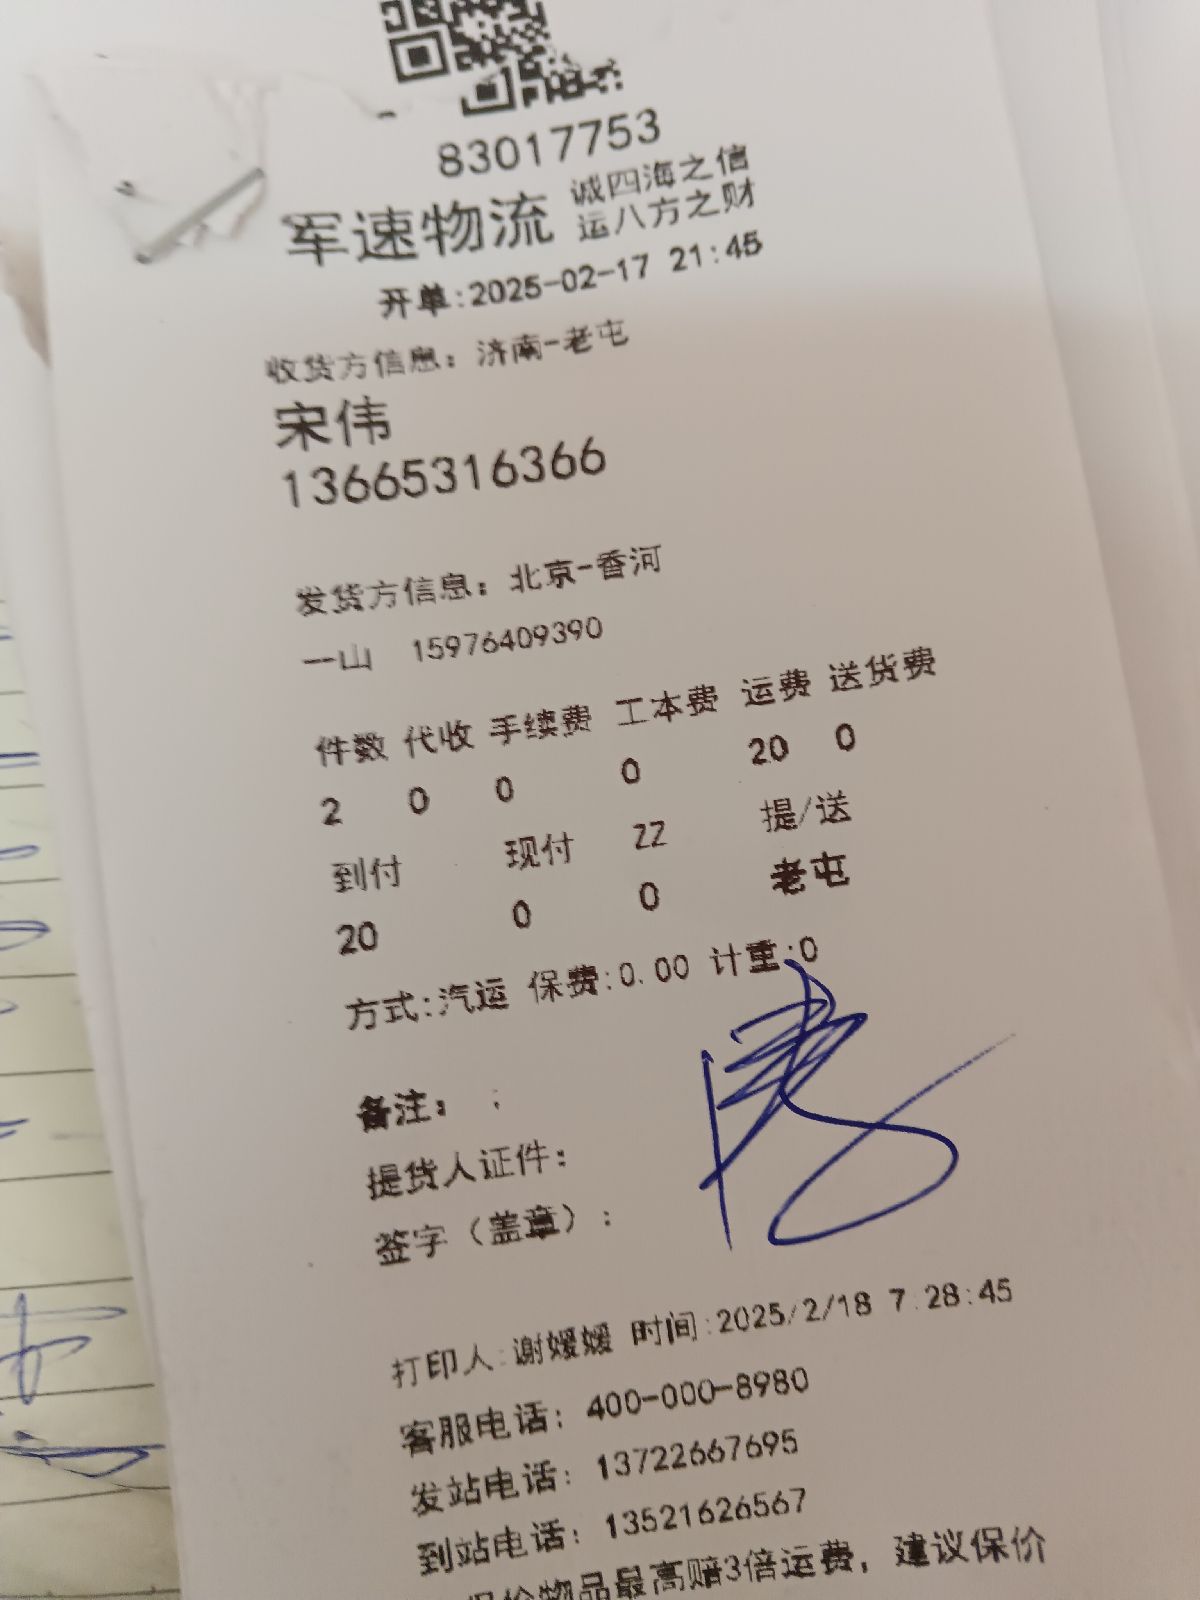 83017753
军速物流 诚四海之信
运八方之财
开单:2025-02-17 21:45
收货方信息：济南-老屯
宋伟
13665316366
发货方信息：北京-香河
一山 15976409390
件数 代收 手续费 工本费 运费 送货费
2 0 0 0 20 0
到付 现付 ZZ 提/送
20 0 0 老屯
方式:汽运 保费:0.00 计重:0
备注： ;
提货人证件：
签字（盖章）：
打印人:谢媛媛 时间:2025/2/18 7:28:45
客服电话：400-000-8980
发站电话：13722667695
到站电话：13521626567
保价物品最高赔3倍运费，建议保价